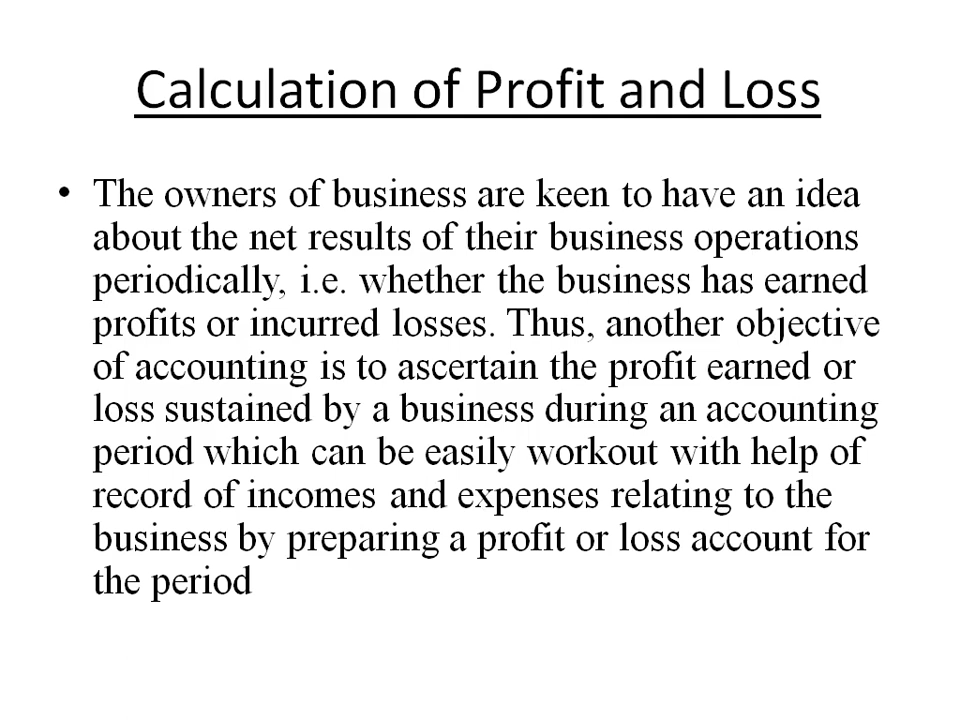 Calculation of Profit and Loss
• The owners of business are keen to have an idea
about the net results of their business operations
periodically, i.e. whether the business has earned
profits or incurred losses. Thus, another objective
of accounting is to ascertain the profit earned or
loss sustained by a business during an accounting
period which can be easily workout with help of
record of incomes and expenses relating to the
business by preparing a profit or loss account for
the period